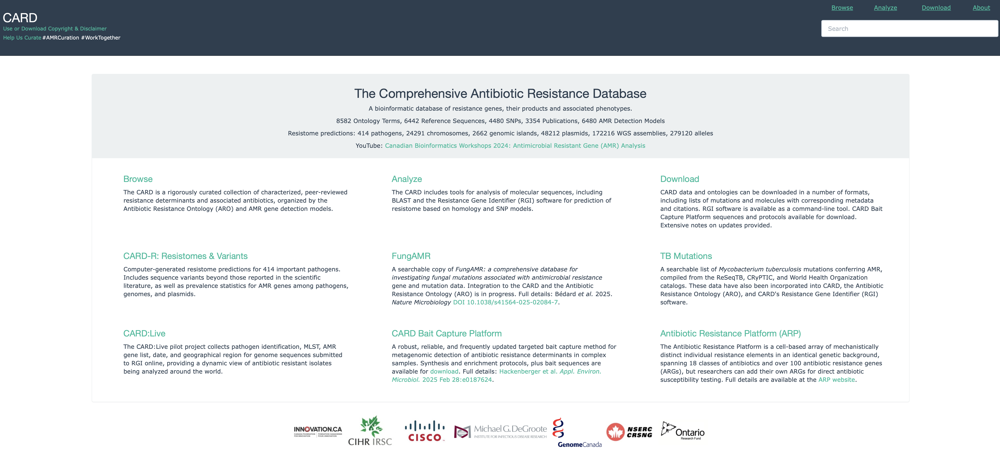 CARD
Use or Download Copyright & Disclaimer
Help Us Curate #AMRCuration #WorkTogether
Browse Analyze Download About
Search
The Comprehensive Antibiotic Resistance Database
A bioinformatic database of resistance genes, their products and associated phenotypes.
8582 Ontology Terms, 6442 Reference Sequences, 4480 SNPs, 3354 Publications, 6480 AMR Detection Models
Resistome predictions: 414 pathogens, 24291 chromosomes, 2662 genomic islands, 48212 plasmids, 172216 WGS assemblies, 279120 alleles
YouTube: Canadian Bioinformatics Workshops 2024: Antimicrobial Resistant Gene (AMR) Analysis
Browse
The CARD is a rigorously curated collection of characterized, peer-reviewed
resistance determinants and associated antibiotics, organized by the
Antibiotic Resistance Ontology (ARO) and AMR gene detection models.
Analyze
The CARD includes tools for analysis of molecular sequences, including
BLAST and the Resistance Gene Identifier (RGI) software for prediction of
resistome based on homology and SNP models.
Download
CARD data and ontologies can be downloaded in a number of formats,
including lists of mutations and molecules with corresponding metadata
and citations. RGI software is available as a command-line tool. CARD Bait
Capture Platform sequences and protocols available for download.
Extensive notes on updates provided.
CARD-R: Resistomes & Variants
Computer-generated resistome predictions for 414 important pathogens.
Includes sequence variants beyond those reported in the scientific
literature, as well as prevalence statistics for AMR genes among pathogens,
genomes, and plasmids.
FungAMR
A searchable copy of FungAMR: a comprehensive database for
investigating fungal mutations associated with antimicrobial resistance
gene and mutation data. Integration to the CARD and the Antibiotic
Resistance Ontology (ARO) is in progress. Full details: Bédard et al. 2025.
Nature Microbiology DOI 10.1038/s41564-025-02084-7.
TB Mutations
A searchable list of Mycobacterium tuberculosis mutations conferring AMR,
compiled from the ReSeqTB, CRyPTIC, and World Health Organization
catalogs. These data have also been incorporated into CARD, the Antibiotic
Resistance Ontology (ARO), and CARD's Resistance Gene Identifier (RGI)
software.
CARD:Live
The CARD:Live pilot project collects pathogen identification, MLST, AMR
gene list, date, and geographical region for genome sequences submitted
to RGI online, providing a dynamic view of antibiotic resistant isolates
being analyzed around the world.
CARD Bait Capture Platform
A robust, reliable, and frequently updated targeted bait capture method for
metagenomic detection of antibiotic resistance determinants in complex
samples. Synthesis and enrichment protocols, plus bait sequences are
available for download. Full details: Hackenberger et al. Appl. Environ.
Microbiol. 2025 Feb 28:e0187624.
Antibiotic Resistance Platform (ARP)
The Antibiotic Resistance Platform is a cell-based array of mechanistically
distinct individual resistance elements in an identical genetic background,
spanning 18 classes of antibiotics and over 100 antibiotic resistance genes
(ARGs), but researchers can add their own ARGs for direct antibiotic
susceptibility testing. Full details are available at the ARP website.
INNOVATION.CA
CANADA FOUNDATION FOR INNOVATION | FONDATION CANADIENNE POUR L'INNOVATION
CIHR IRSC
CISCO
Michael G. DeGroote
INSTITUTE FOR INFECTIOUS DISEASE RESEARCH
GenomeCanada
NSERC
CRSNG
Ontario
Research Fund